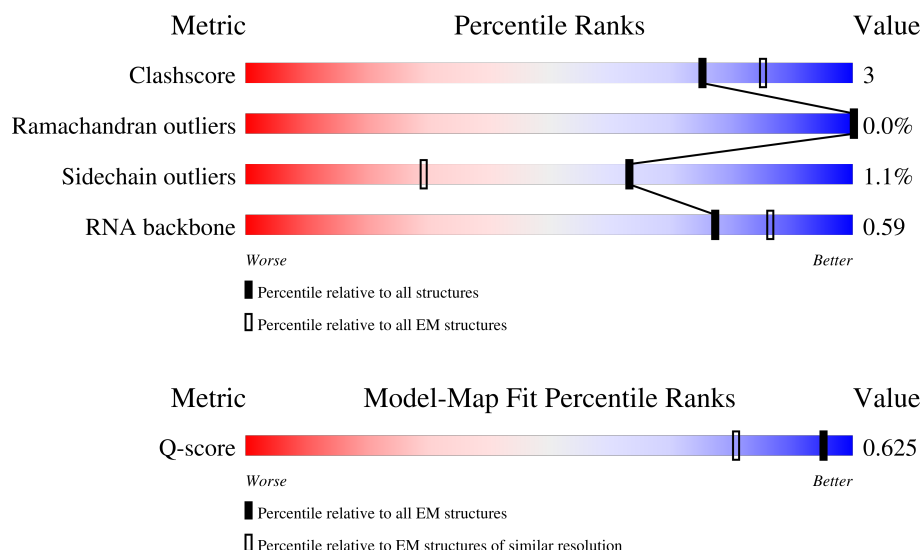 Metric Percentile Ranks Value
Clashscore 3
Ramachandran outliers 0.0%
Sidechain outliers 1.1%
RNA backbone 0.59
Worse Better
Percentile relative to all structures
Percentile relative to all EM structures
Metric Model-Map Fit Percentile Ranks Value
Q-score 0.625
Worse Better
Percentile relative to all EM structures
Percentile relative to EM structures of similar resolution